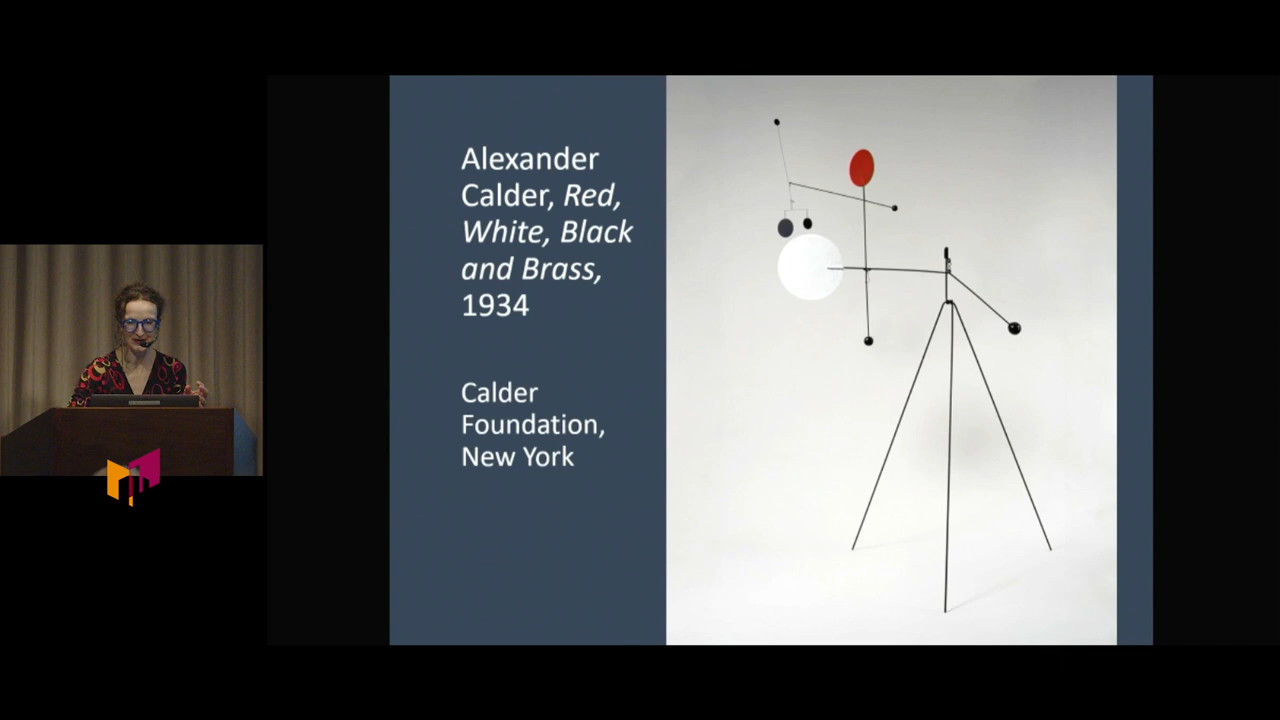 Alexander
Calder, Red,
White, Black
and Brass,
1934
Calder
Foundation,
New York